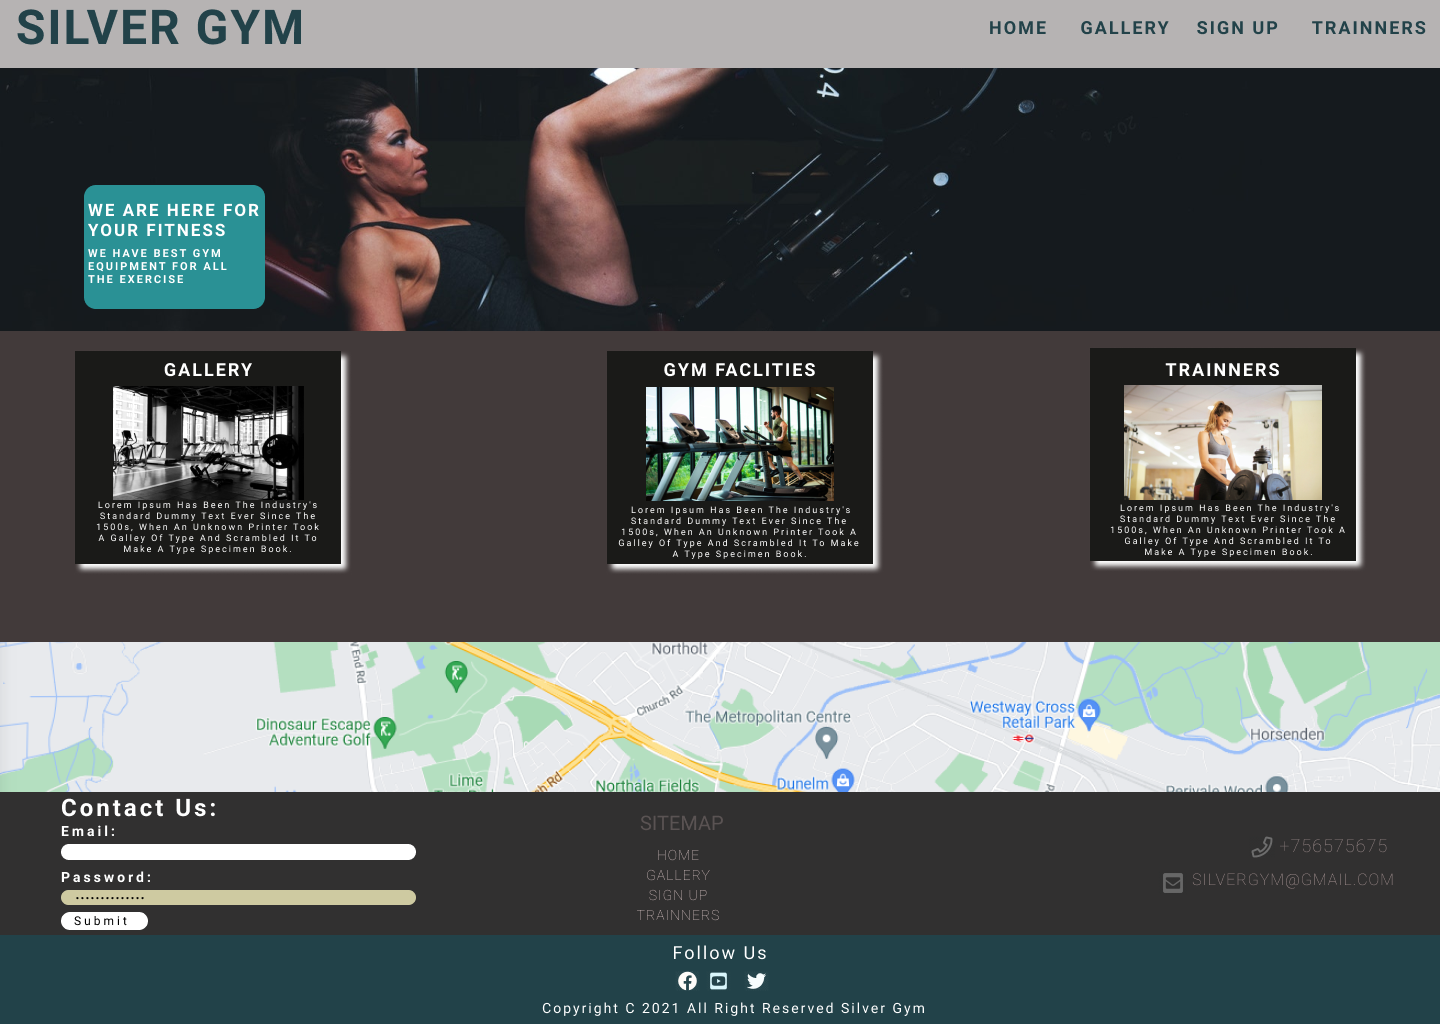 SILVER GYM
HOME GALLERY SIGN UP TRAINNERS
WE ARE HERE FOR
YOUR FITNESS
WE HAVE BEST GYM
EQUIPMENT FOR ALL
THE EXERCISE
GALLERY
Lorem Ipsum Has Been The Industry's
Standard Dummy Text Ever Since The
1500s, When An Unknown Printer Took
A Galley Of Type And Scrambled It To
Make A Type Specimen Book.
GYM FACLITIES
Lorem Ipsum Has Been The Industry's
Standard Dummy Text Ever Since The
1500s, When An Unknown Printer Took A
Galley Of Type And Scrambled It To Make
A Type Specimen Book.
TRAINNERS
Lorem Ipsum Has Been The Industry's
Standard Dummy Text Ever Since The
1500s, When An Unknown Printer Took A
Galley Of Type And Scrambled It To
Make A Type Specimen Book.
Northolt
End Rd
Church Rd
Dinosaur Escape
Adventure Golf
The Metropolitan Centre
Westway Cross
Retail Park
Horsenden
Lime
Rd
Northala Fields
Dunelm
Perivale Wood
Contact Us:
Email:
Password:
Submit
SITEMAP
HOME
GALLERY
SIGN UP
TRAINNERS
+756575675
SILVERGYM@GMAIL.COM
Follow Us
Copyright C 2021 All Right Reserved Silver Gym